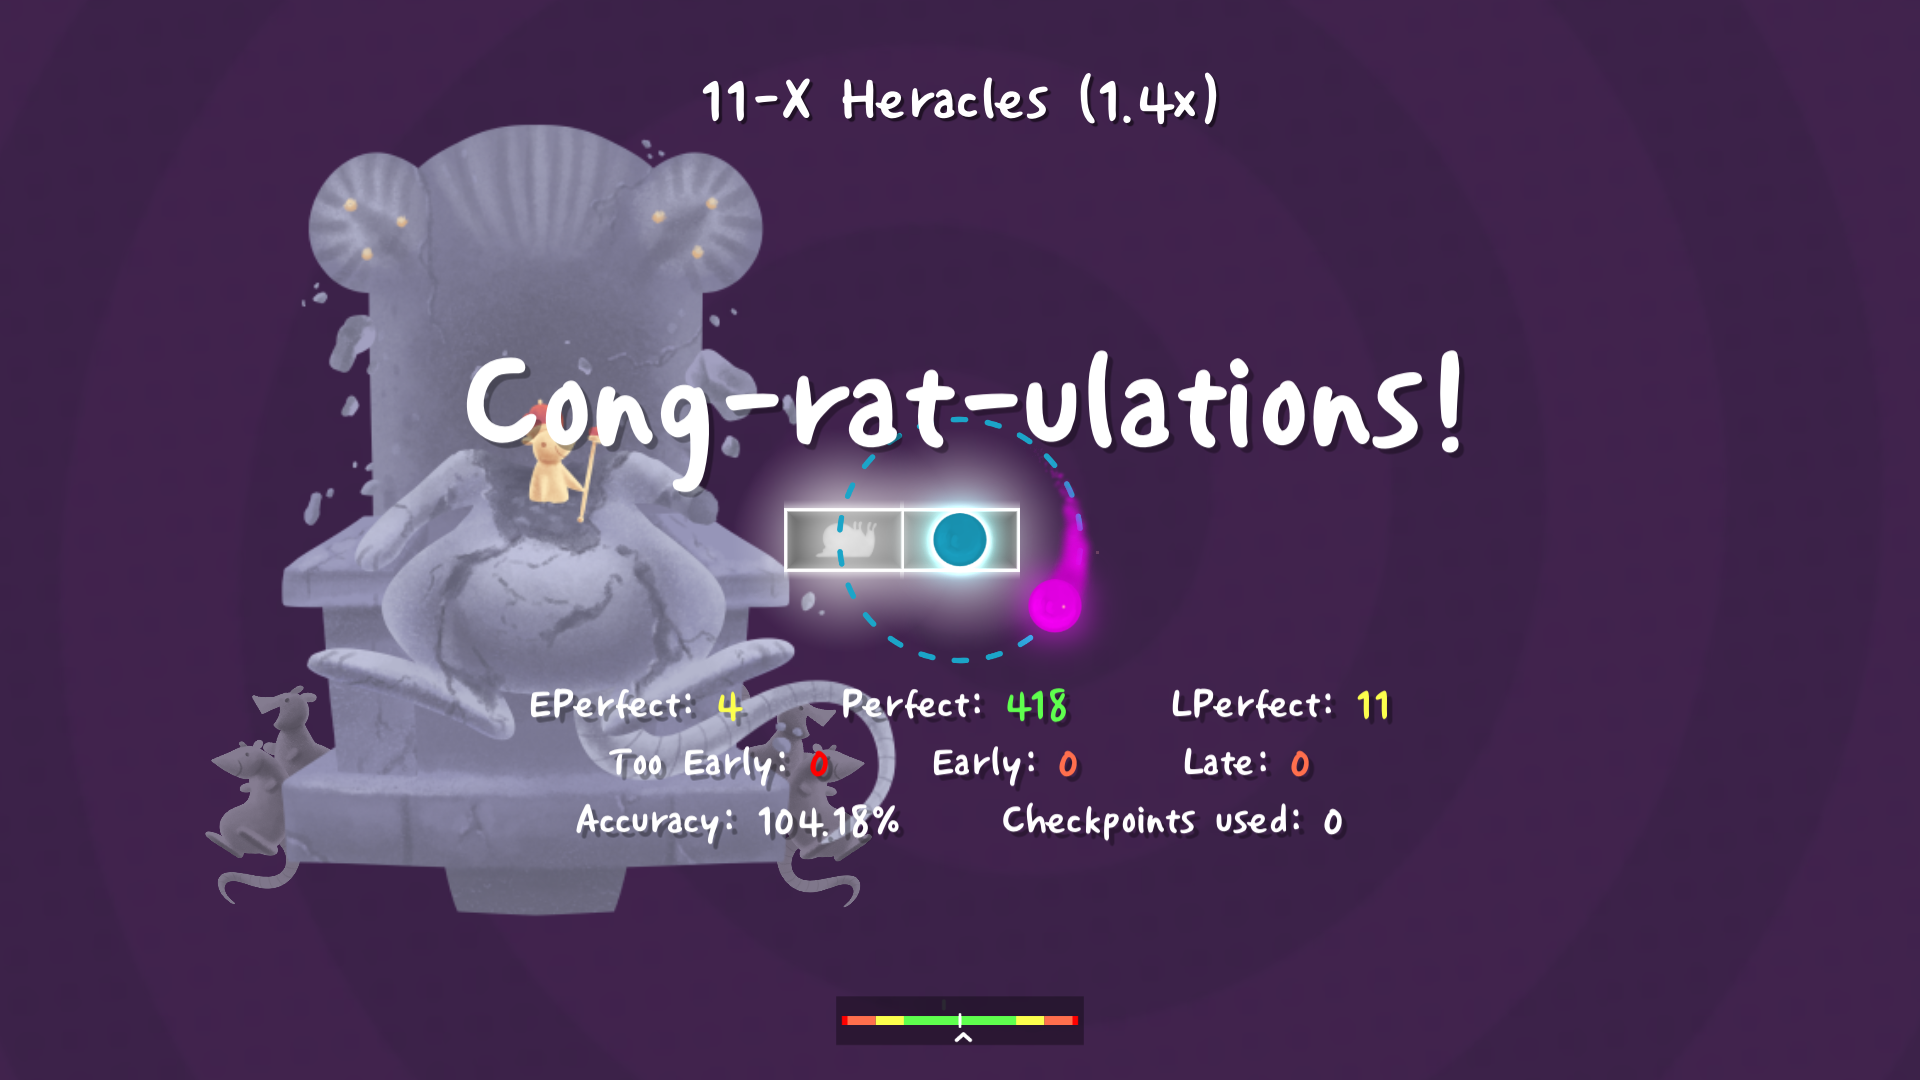 11-X Heracles (1.4x)
Cong-rat-ulations!
EPerfect: 4 Perfect: 418 LPerfect: 11
Too Early: 0 Early: 0 Late: 0
Accuracy: 104.18% Checkpoints used: 0